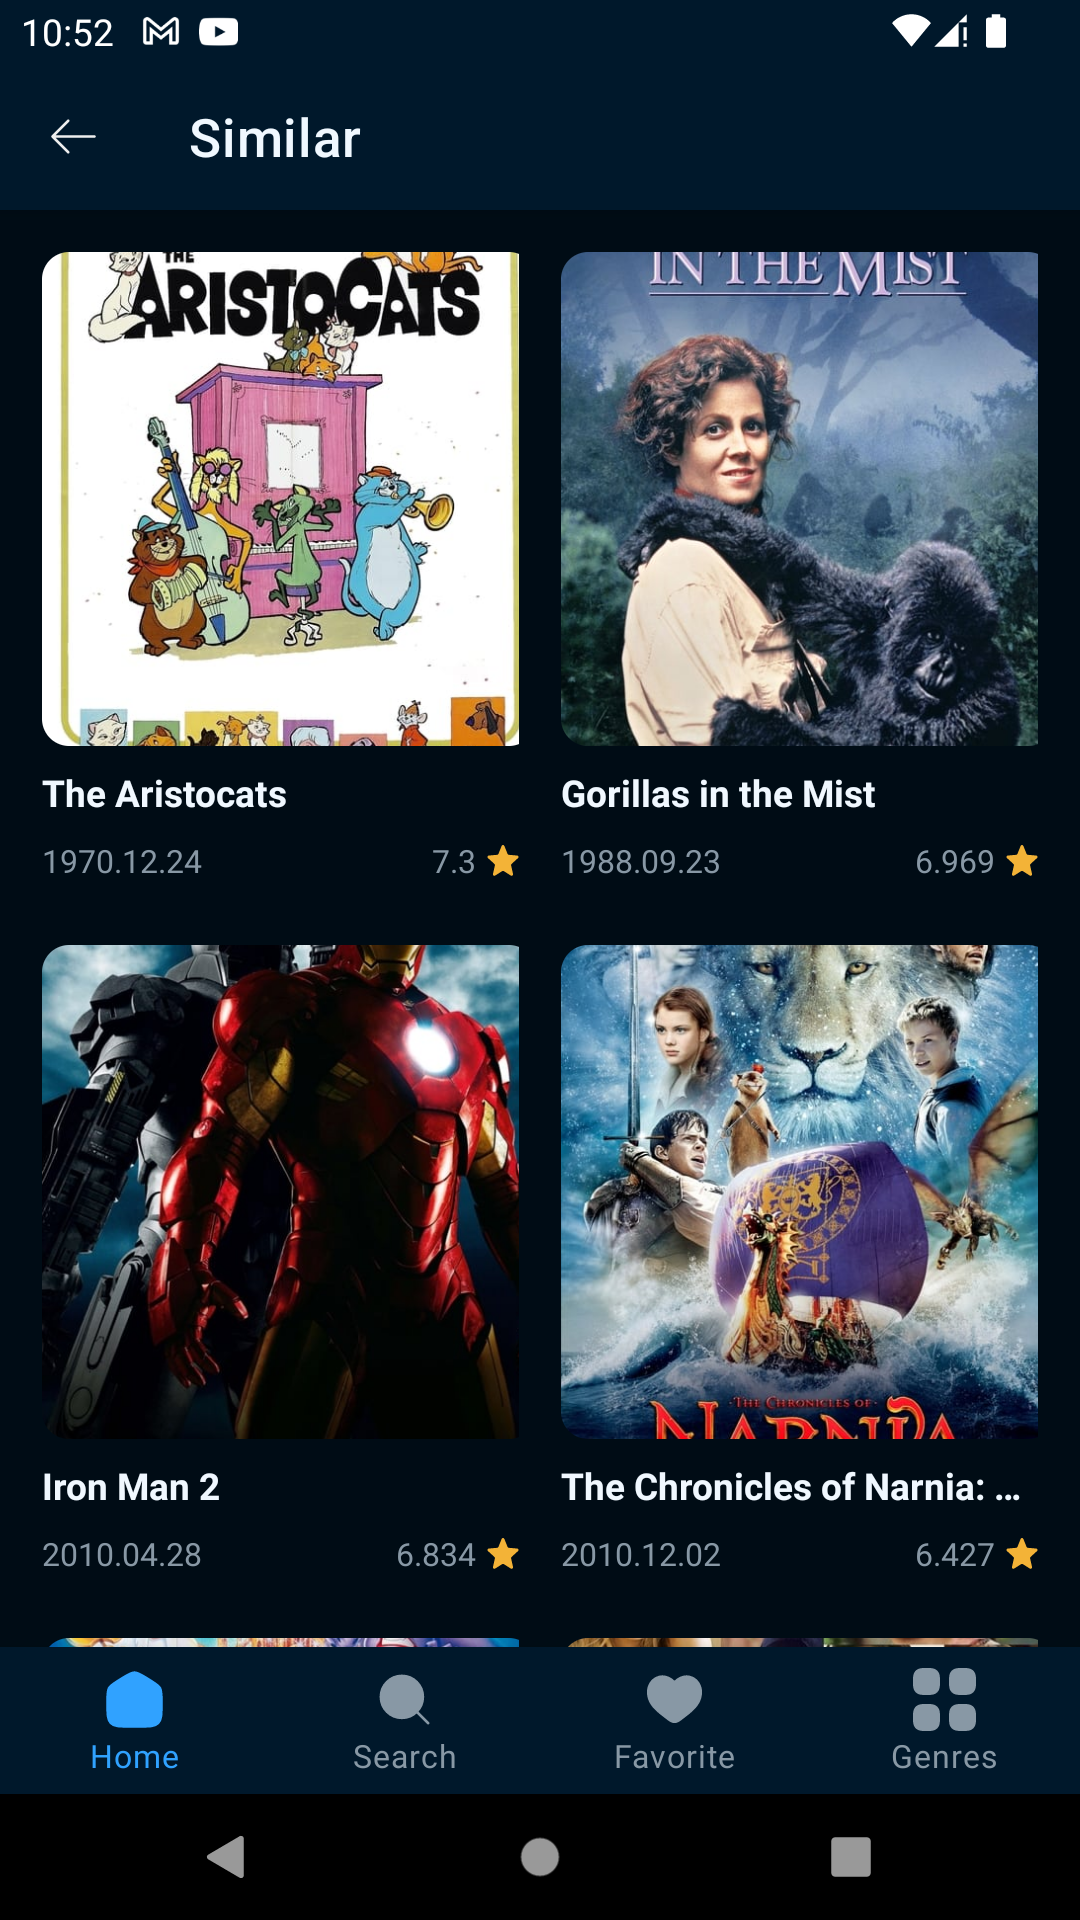 10:52
Similar
THE
ARISTOCATS
IN THE MIST
The Aristocats
Gorillas in the Mist
1970.12.24
7.3
1988.09.23
6.969
THE CHRONICLES OF
NARNIA
Iron Man 2
The Chronicles of Narnia: ...
2010.04.28
6.834
2010.12.02
6.427
Home
Search
Favorite
Genres